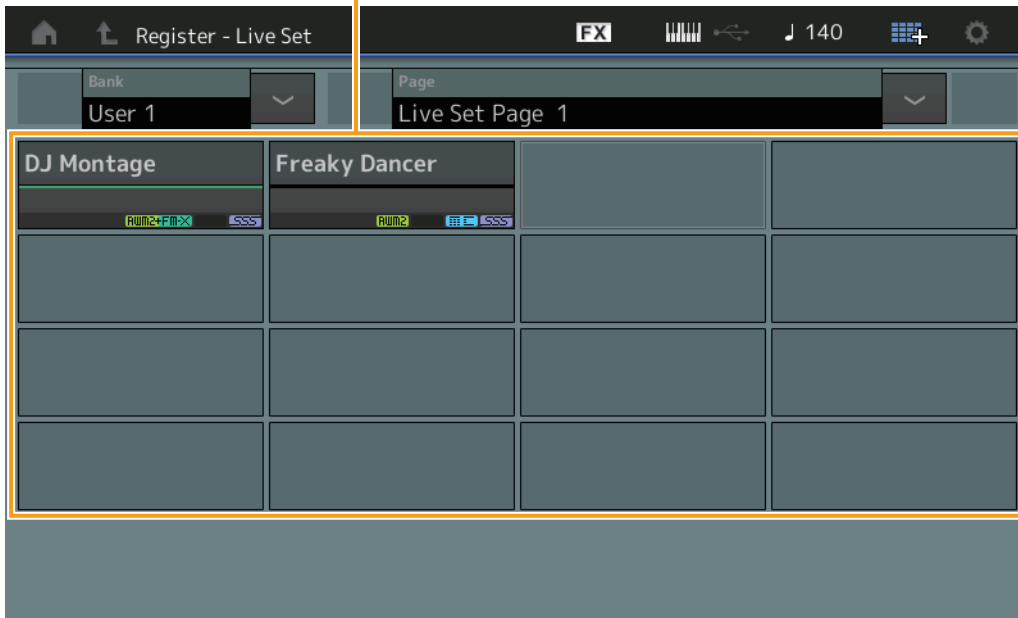 Register - Live Set
FX
140
Bank
Page
User 1
Live Set Page 1
DJ Montage
Freaky Dancer
AWM2+FM-X
SSS
AWM2
SSS